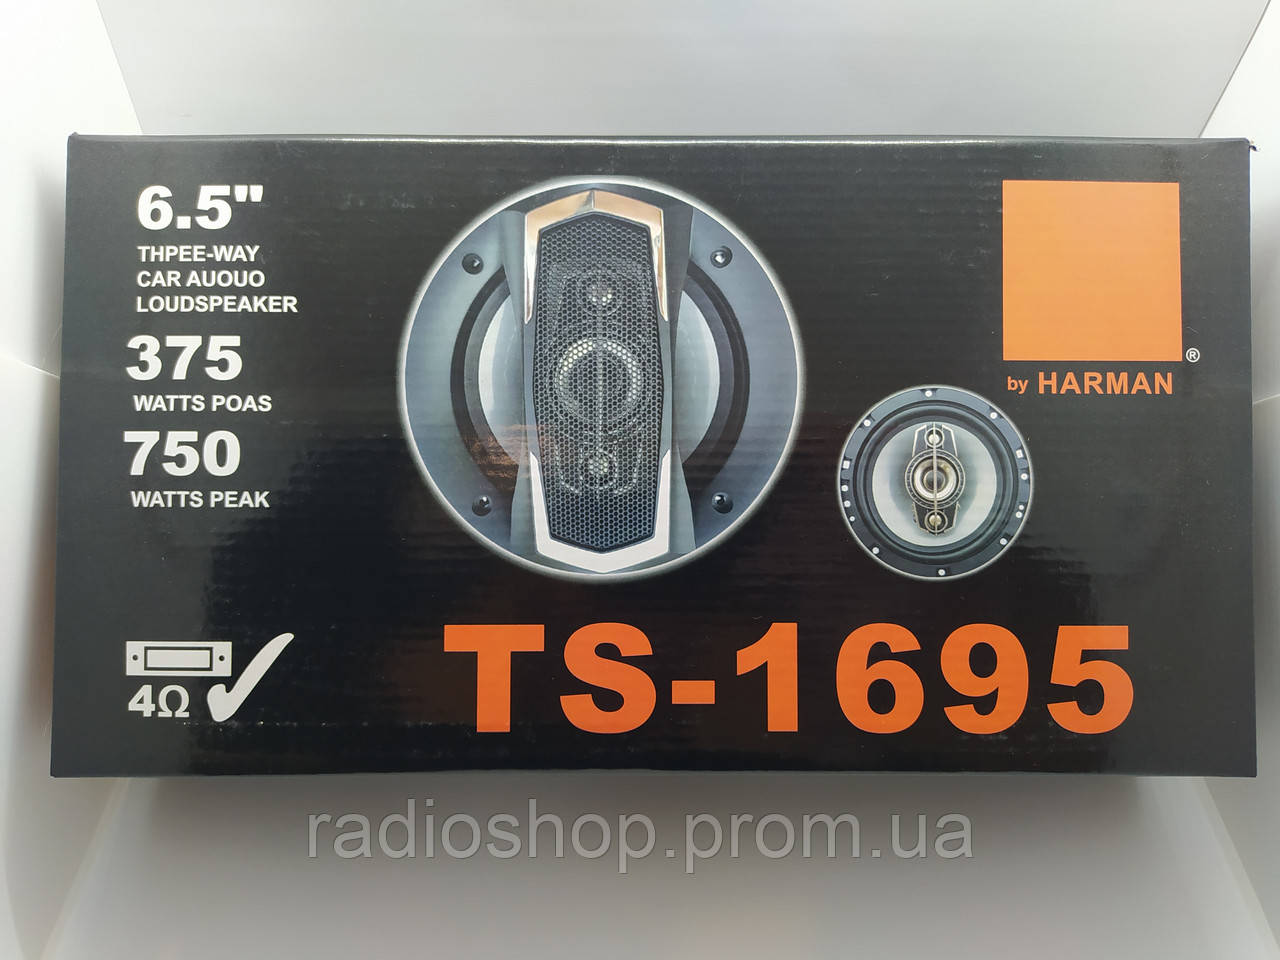 6.5"
THPEE-WAY
CAR AUOUO
LOUDSPEAKER
375
WATTS POAS
750
WATTS PEAK
®
by HARMAN
4Ω
TS-1695
radioshop.prom.ua